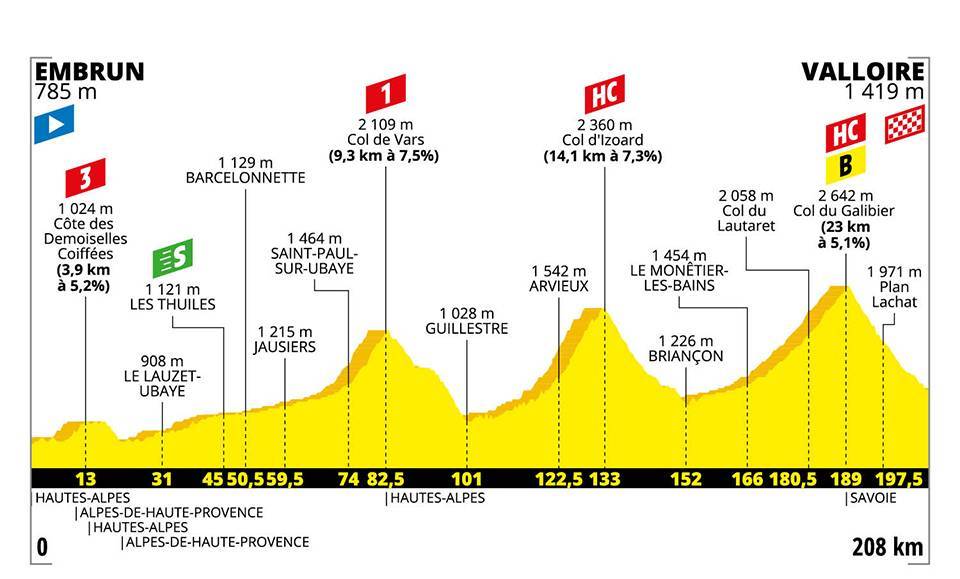 EMBRUN
785 m
VALLOIRE
1 419 m
3
1 024 m
Côte des
Demoiselles
Coiffées
(3,9 km
à 5,2%)
908 m
LE LAUZET-
UBAYE
S
1 121 m
LES THUILES
1 129 m
BARCELONNETTE
1 215 m
JAUSIERS
1 464 m
SAINT-PAUL-
SUR-UBAYE
1
2 109 m
Col de Vars
(9,3 km à 7,5%)
1 028 m
GUILLESTRE
1 542 m
ARVIEUX
HC
2 360 m
Col d'Izoard
(14,1 km à 7,3%)
1 226 m
BRIANÇON
1 454 m
LE MONÊTIER-
LES-BAINS
2 058 m
Col du
Lautaret
HC
B
2 642 m
Col du Galibier
(23 km
à 5,1%)
1 971 m
Plan
Lachat
13 31 45 50,5 59,5 74 82,5 101 122,5 133 152 166 180,5 189 197,5
HAUTES-ALPES
ALPES-DE-HAUTE-PROVENCE
HAUTES-ALPES
ALPES-DE-HAUTE-PROVENCE
HAUTES-ALPES
SAVOIE
0
208 km